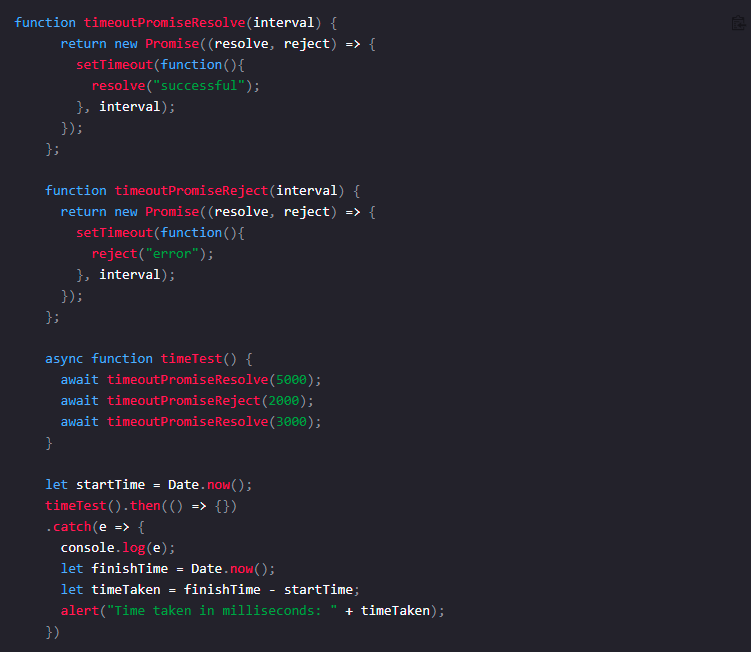 function timeoutPromiseResolve(interval) {
      return new Promise((resolve, reject) => {
        setTimeout(function(){
          resolve("successful");
        }, interval);
      });
    };

    function timeoutPromiseReject(interval) {
      return new Promise((resolve, reject) => {
        setTimeout(function(){
          reject("error");
        }, interval);
      });
    };

    async function timeTest() {
      await timeoutPromiseResolve(5000);
      await timeoutPromiseReject(2000);
      await timeoutPromiseResolve(3000);
    }

    let startTime = Date.now();
    timeTest().then(() => {})
    .catch(e => {
      console.log(e);
      let finishTime = Date.now();
      let timeTaken = finishTime - startTime;
      alert("Time taken in milliseconds: " + timeTaken);
    })